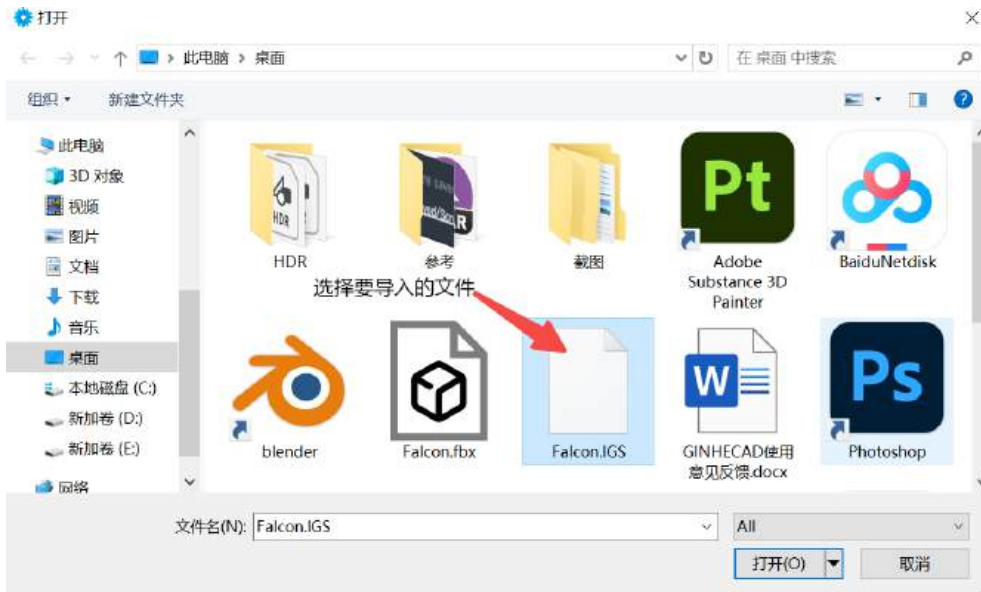 打开
此电脑 › 桌面
在 桌面 中搜索
组织
新建文件夹
此电脑
3D 对象
视频
图片
文档
下载
音乐
桌面
本地磁盘 (C:)
新加卷 (D:)
新加卷 (E:)
网络
HDR
HDR
参考
截图
Pt
Adobe
Substance 3D
Painter
BaiduNetdisk
选择要导入的文件
blender
Falcon.fbx
Falcon.IGS
W
GINHECAD使用
意见反馈.docx
Ps
Photoshop
文件名(N):
Falcon.IGS
All
打开(O)
取消